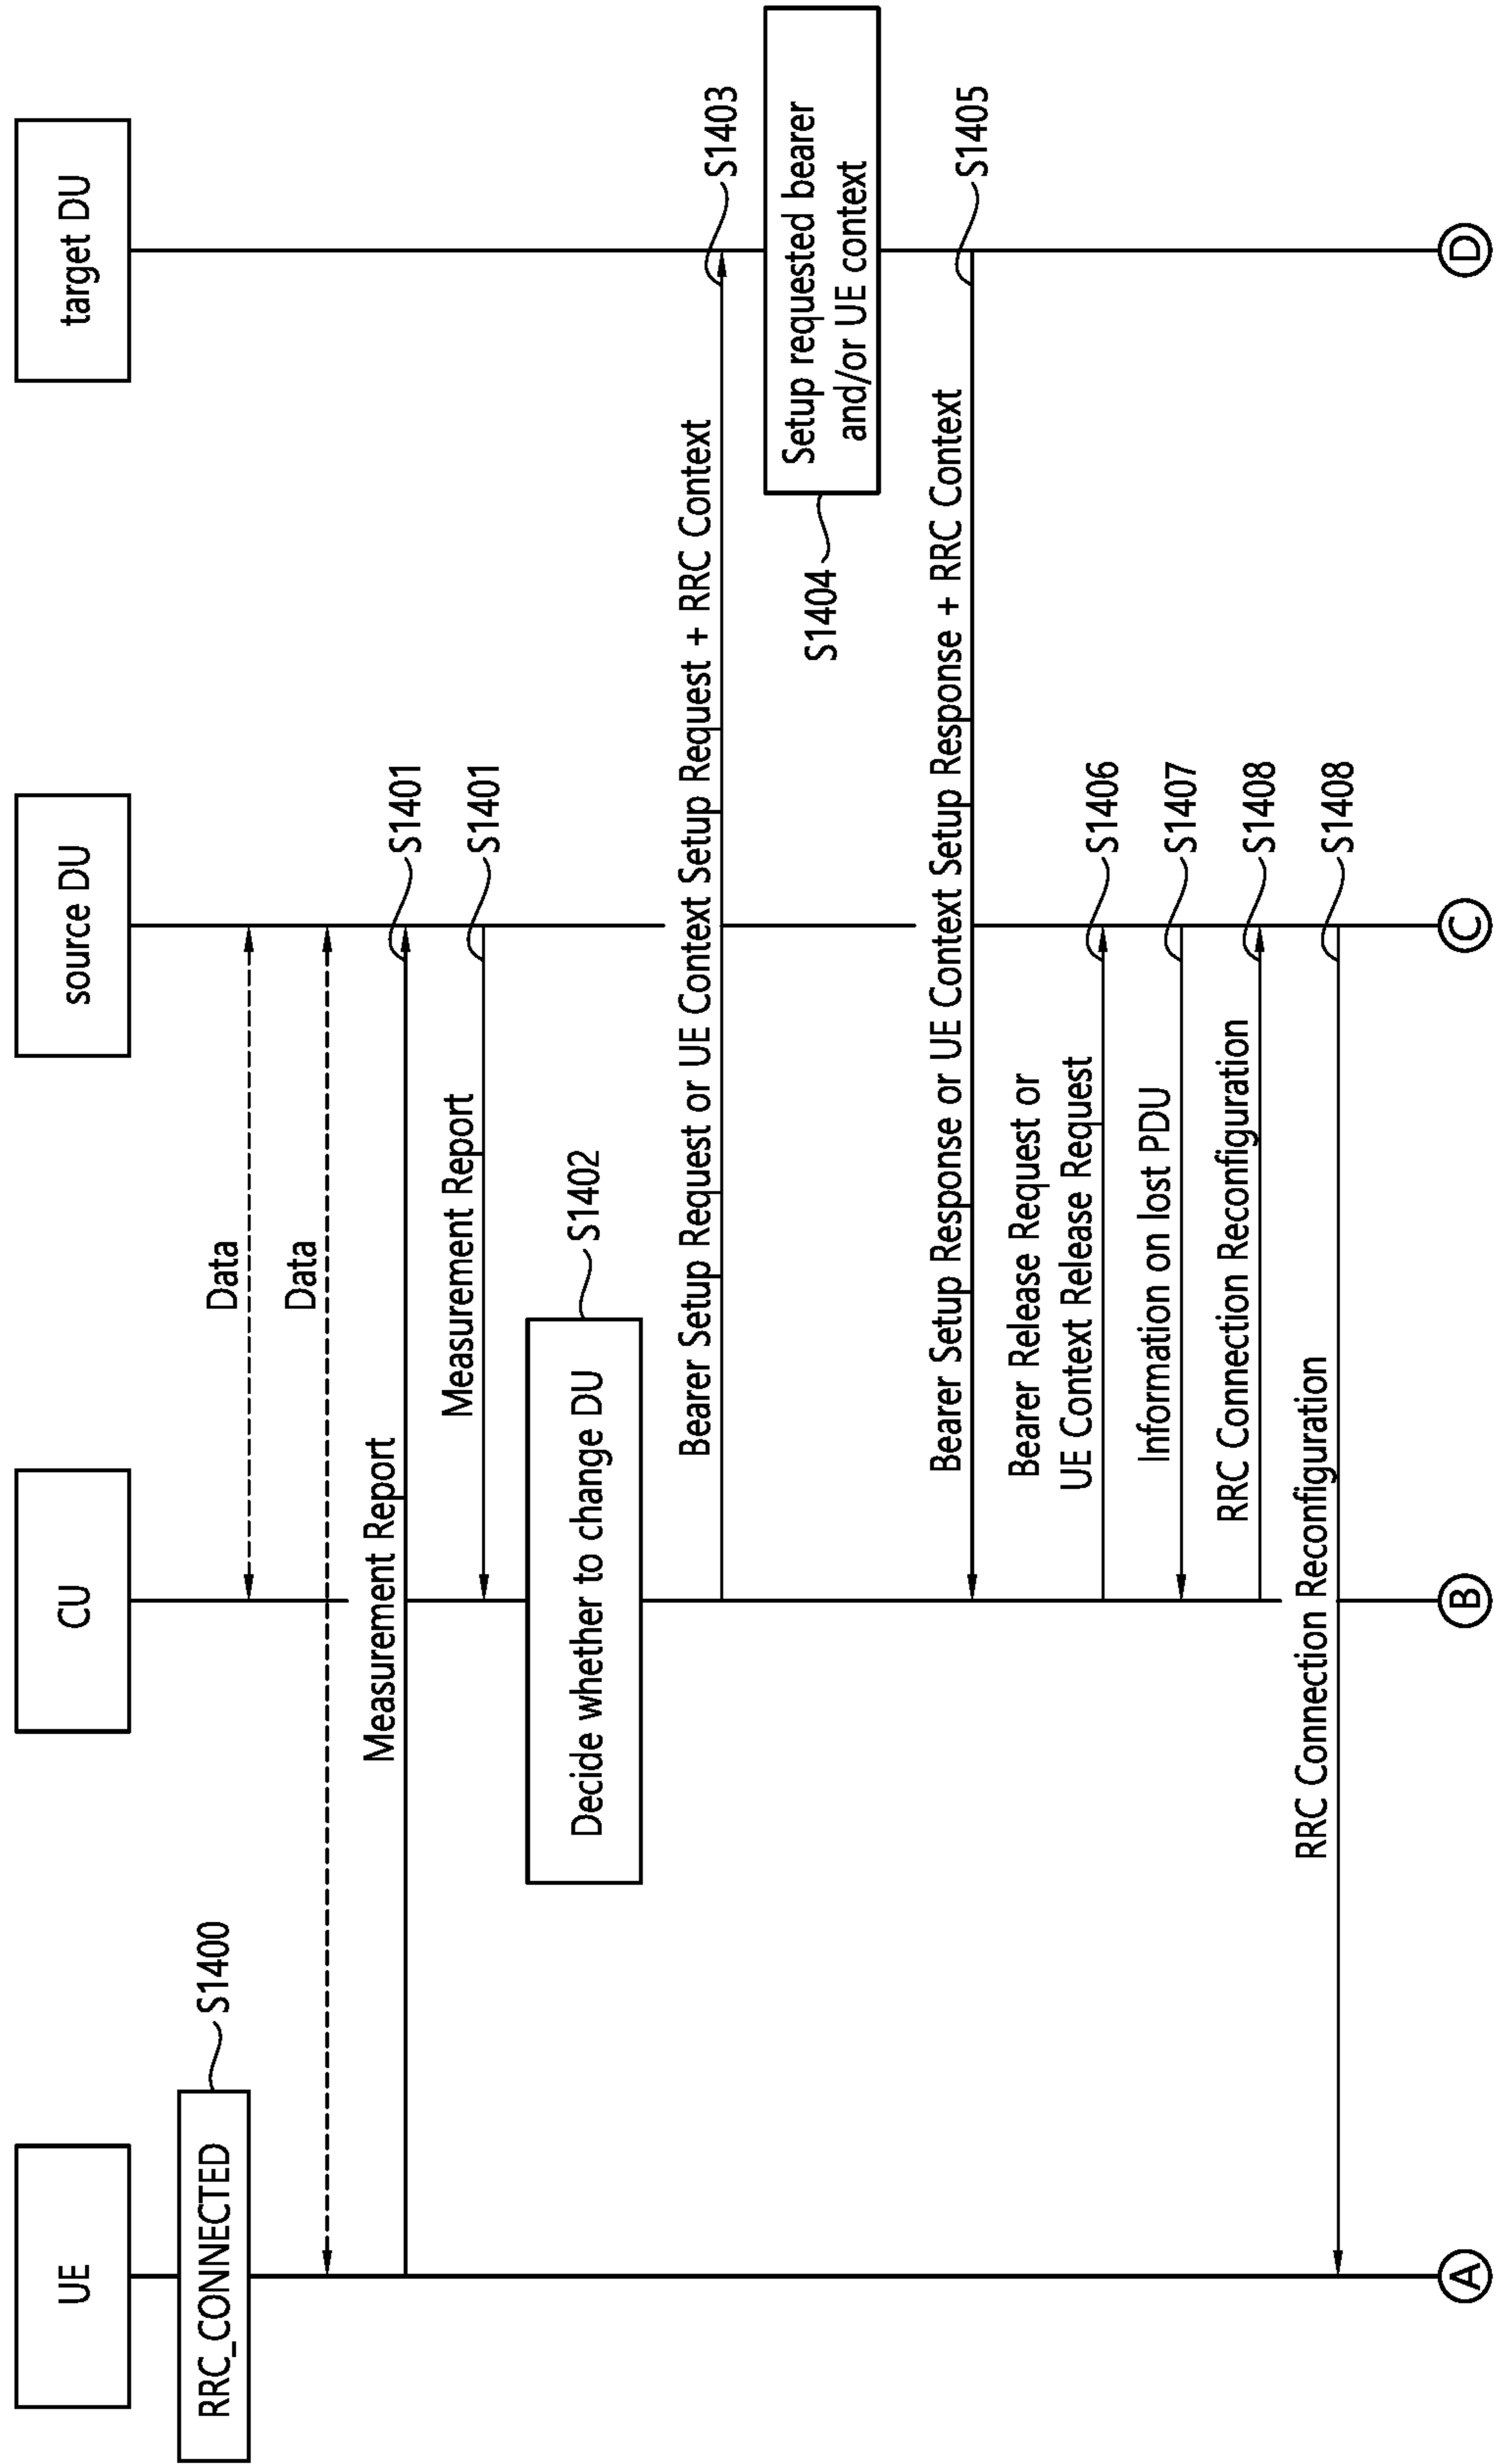 UE
CU
source DU
target DU
RRC_CONNECTED
S1400
Data
Data
Measurement Report
S1401
Measurement Report
S1401
Decide whether to change DU
S1402
Bearer Setup Request or UE Context Setup Request + RRC Context
S1403
Setup requested bearer
and/or UE context
S1404
Bearer Setup Response or UE Context Setup Response + RRC Context
S1405
Bearer Release Request or
UE Context Release Request
S1406
Information on lost PDU
S1407
RRC Connection Reconfiguration
S1408
RRC Connection Reconfiguration
S1408
A
B
C
D